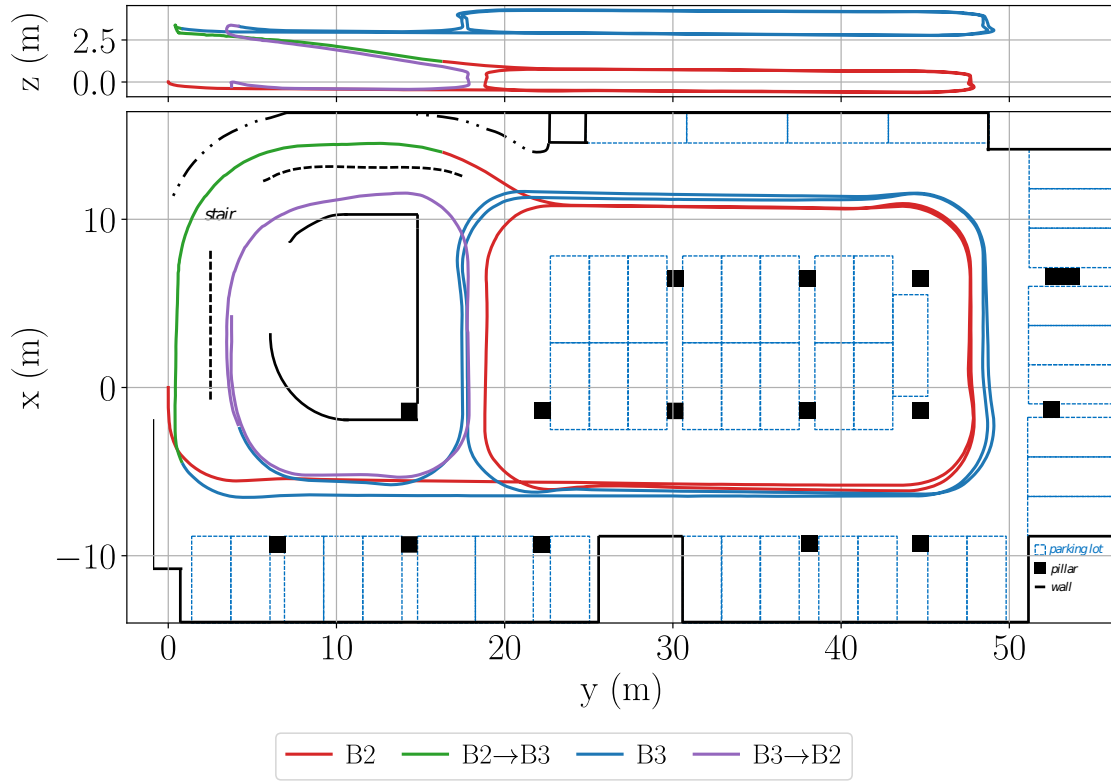 z (m)
2.5
0.0
x (m)
10
0
−10
stair
parking lot
pillar
wall
0 10 20 30 40 50
y (m)
B2 B2→B3 B3 B3→B2